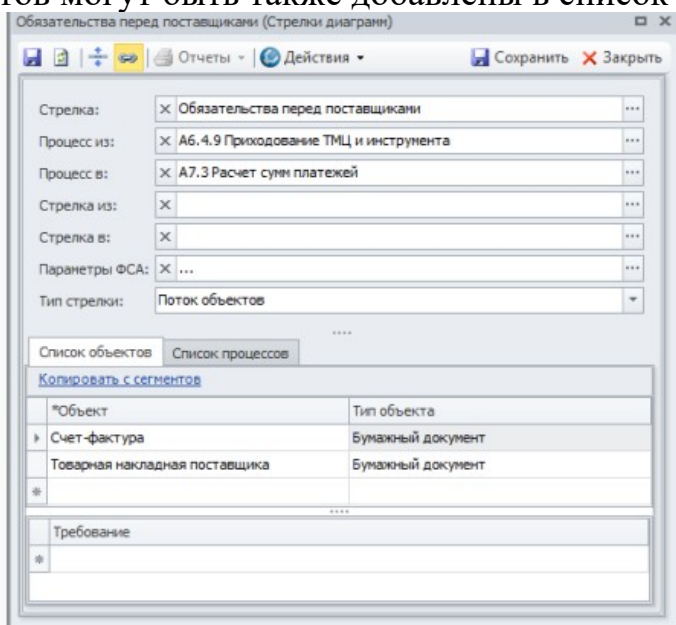 тов могут быть также добавлены в список
Обязательства перед поставщиками (Стрелки диаграмм)
Отчеты Действия Сохранить Закрыть
Стрелка: Обязательства перед поставщиками ...
Процесс из: A6.4.9 Приходование ТМЦ и инструмента ...
Процесс в: A7.3 Расчет сумм платежей ...
Стрелка из: ...
Стрелка в: ...
Параметры ФСА: ... ...
Тип стрелки: Поток объектов
Список объектов Список процессов
Копировать с сегментов
*Объект Тип объекта
Счет-фактура Бумажный документ
Товарная накладная поставщика Бумажный документ
Требование